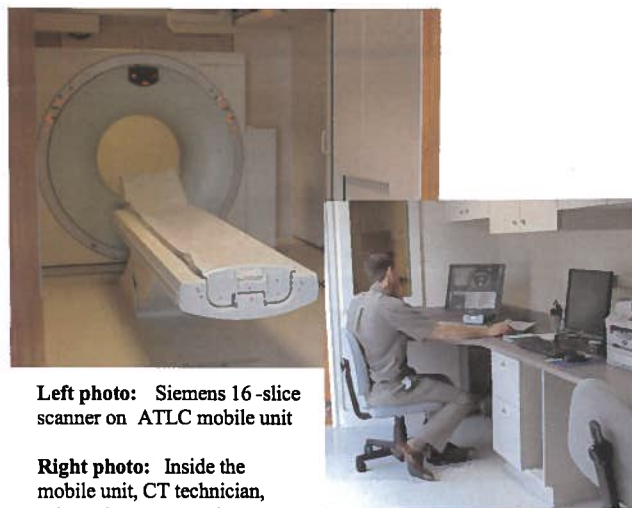 Left photo: Siemens 16 -slice
scanner on ATLC mobile unit
Right photo: Inside the
mobile unit, CT technician,